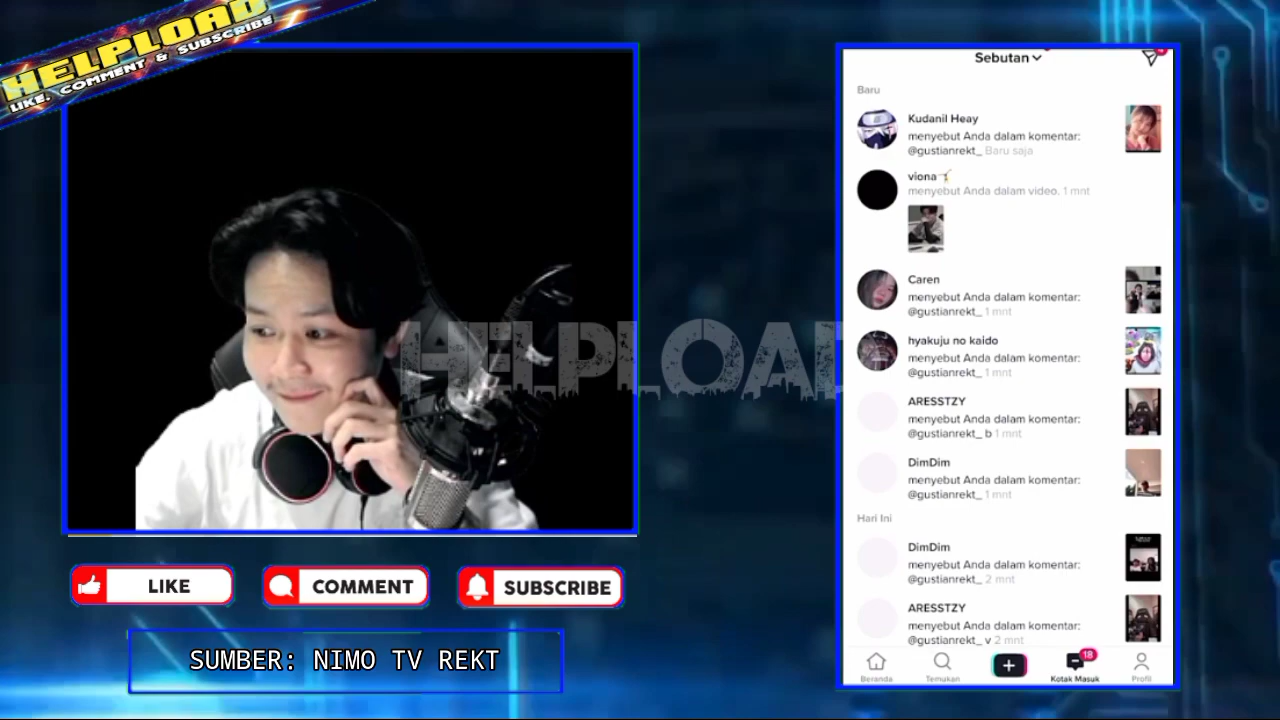 HELPLOAD
LIKE, COMMENT & SUBSCRIBE
Sebutan
Baru
Kudanil Heay
menyebut Anda dalam komentar:
@gustianrekt_ Baru saja
viona
menyebut Anda dalam video. 1 mnt
Caren
menyebut Anda dalam komentar:
@gustianrekt_ 1 mnt
HELPLOAD
hyakuju no kaido
menyebut Anda dalam komentar:
@gustianrekt_ 1 mnt
ARESSTZY
menyebut Anda dalam komentar:
@gustianrekt_ b 1 mnt
DimDim
menyebut Anda dalam komentar:
@gustianrekt_ 1 mnt
Hari Ini
DimDim
menyebut Anda dalam komentar:
@gustianrekt_ 2 mnt
ARESSTZY
menyebut Anda dalam komentar:
@gustianrekt_ v 2 mnt
18
Beranda Temukan Kotak Masuk Profil
LIKE COMMENT SUBSCRIBE
SUMBER: NIMO TV REKT